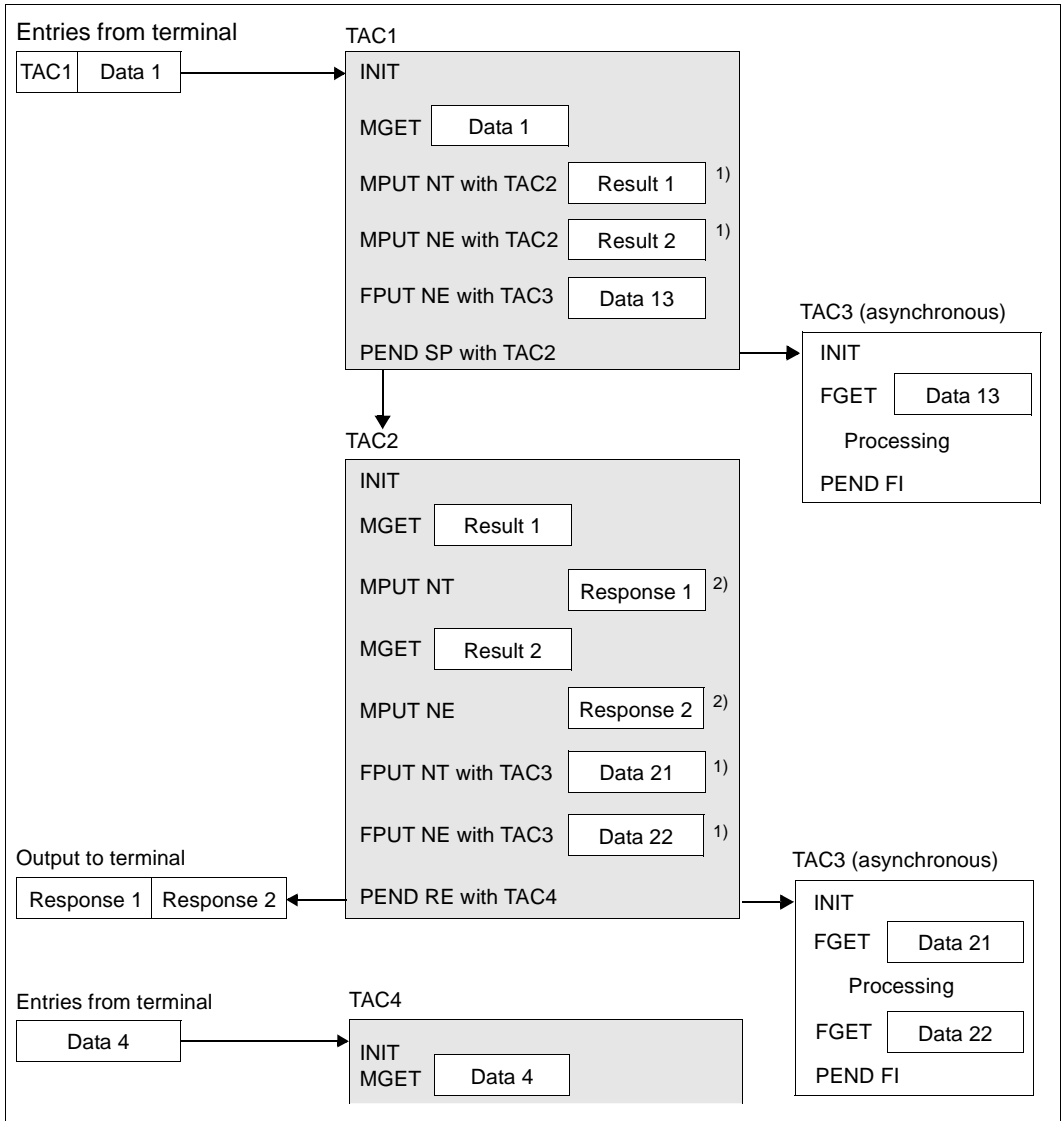 Entries from terminal
TAC1 Data 1
TAC1
INIT
MGET Data 1
MPUT NT with TAC2 Result 1 1)
MPUT NE with TAC2 Result 2 1)
FPUT NE with TAC3 Data 13
PEND SP with TAC2
TAC3 (asynchronous)
INIT
FGET Data 13
Processing
PEND FI
TAC2
INIT
MGET Result 1
MPUT NT Response 1 2)
MGET Result 2
MPUT NE Response 2 2)
FPUT NT with TAC3 Data 21 1)
FPUT NE with TAC3 Data 22 1)
PEND RE with TAC4
Output to terminal
Response 1 Response 2
TAC3 (asynchronous)
INIT
FGET Data 21
Processing
FGET Data 22
PEND FI
Entries from terminal
Data 4
TAC4
INIT
MGET Data 4